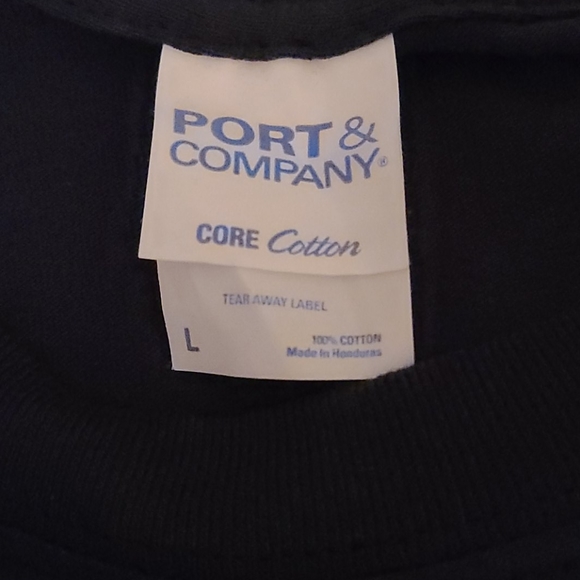 PORT &
COMPANY®
CORE Cotton
TEAR AWAY LABEL
L
100% COTTON
Made In Honduras